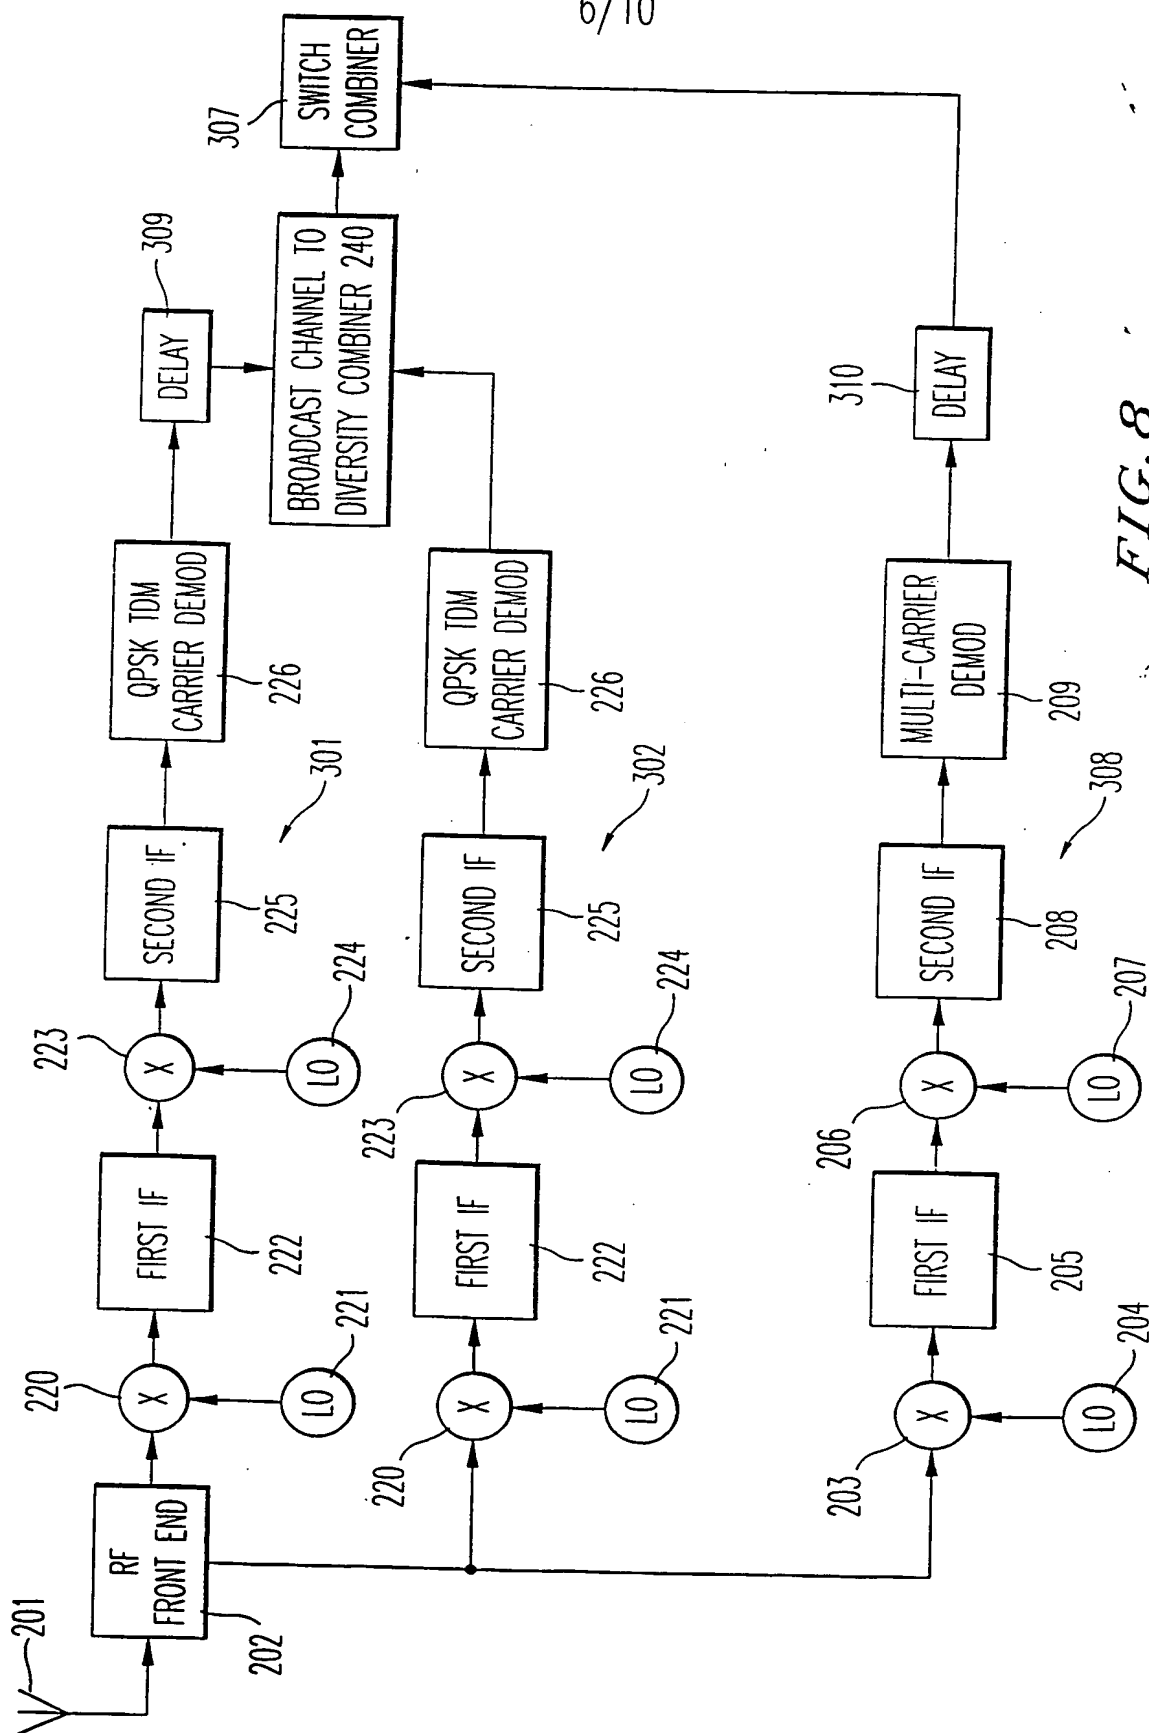 9/10
201
RF
FRONT END
202
220
X
LO
221
FIRST IF
222
223
X
LO
224
SECOND IF
225
301
QPSK TDM
CARRIER DEMOD
226
DELAY
309
BROADCAST CHANNEL TO
DIVERSITY COMBINER 240
307
SWITCH
COMBINER
220
X
LO
221
FIRST IF
222
223
X
LO
224
SECOND IF
225
302
QPSK TDM
CARRIER DEMOD
226
203
X
LO
204
FIRST IF
205
206
X
LO
207
SECOND IF
208
308
MULTI-CARRIER
DEMOD
209
310
DELAY
FIG. 8